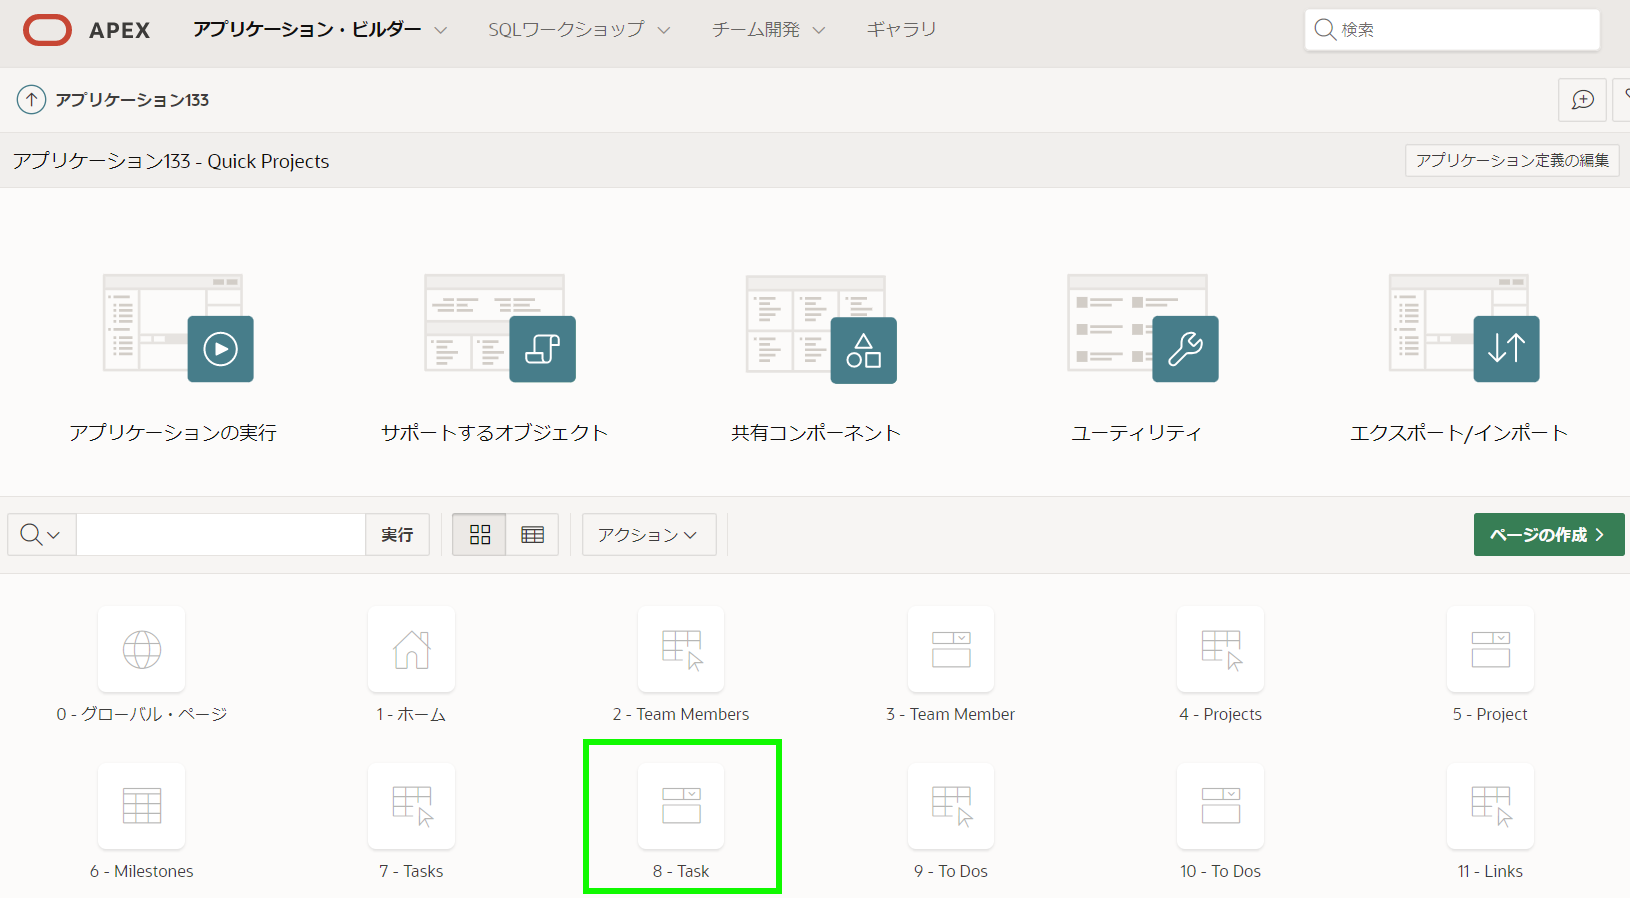 APEX アプリケーション・ビルダー SQLワークショップ チーム開発 ギャラリ 検索
アプリケーション133
アプリケーション133 - Quick Projects アプリケーション定義の編集
アプリケーションの実行 サポートするオブジェクト 共有コンポーネント ユーティリティ エクスポート/インポート
実行 アクション ページの作成
0 - グローバル・ページ 1 - ホーム 2 - Team Members 3 - Team Member 4 - Projects 5 - Project
6 - Milestones 7 - Tasks 8 - Task 9 - To Dos 10 - To Dos 11 - Links